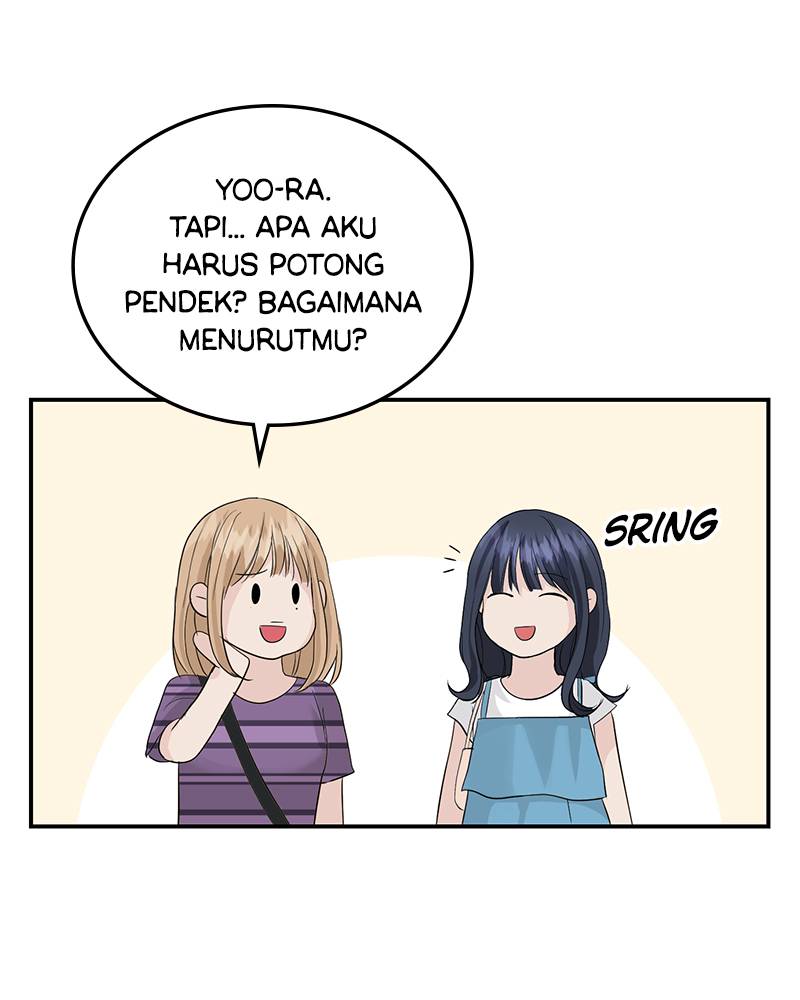 YOO-RA.
TAPI... APA AKU
HARUS POTONG
PENDEK? BAGAIMANA
MENURUTMU?
SRING